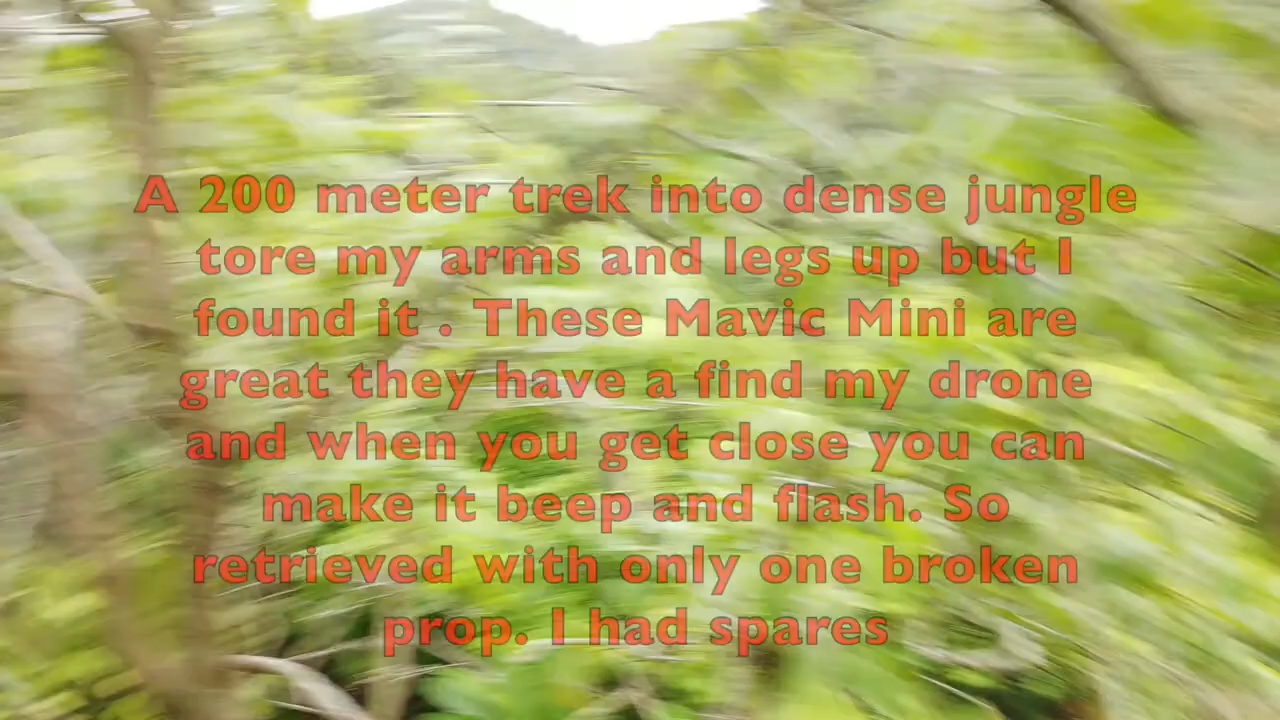 A 200 meter trek into dense jungle
tore my arms and legs up but I
found it . These Mavic Mini are
great they have a find my drone
and when you get close you can
make it beep and flash. So
retrieved with only one broken
prop. I had spares